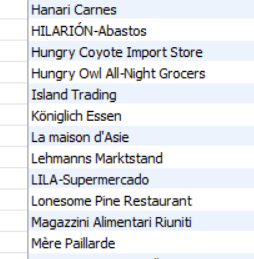 Hanari Carnes
HILARIÓN-Abastos
Hungry Coyote Import Store
Hungry Owl All-Night Grocers
Island Trading
Königlich Essen
La maison d'Asie
Lehmanns Marktstand
LILA-Supermercado
Lonesome Pine Restaurant
Magazzini Alimentari Riuniti
Mère Paillarde